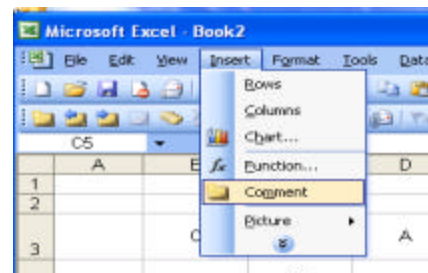 Microsoft Excel - Book2
File Edit View Insert Format Tools Data
Rows
Columns
Chart...
Function...
Comment
Picture
C5
A D
1
2
3 A